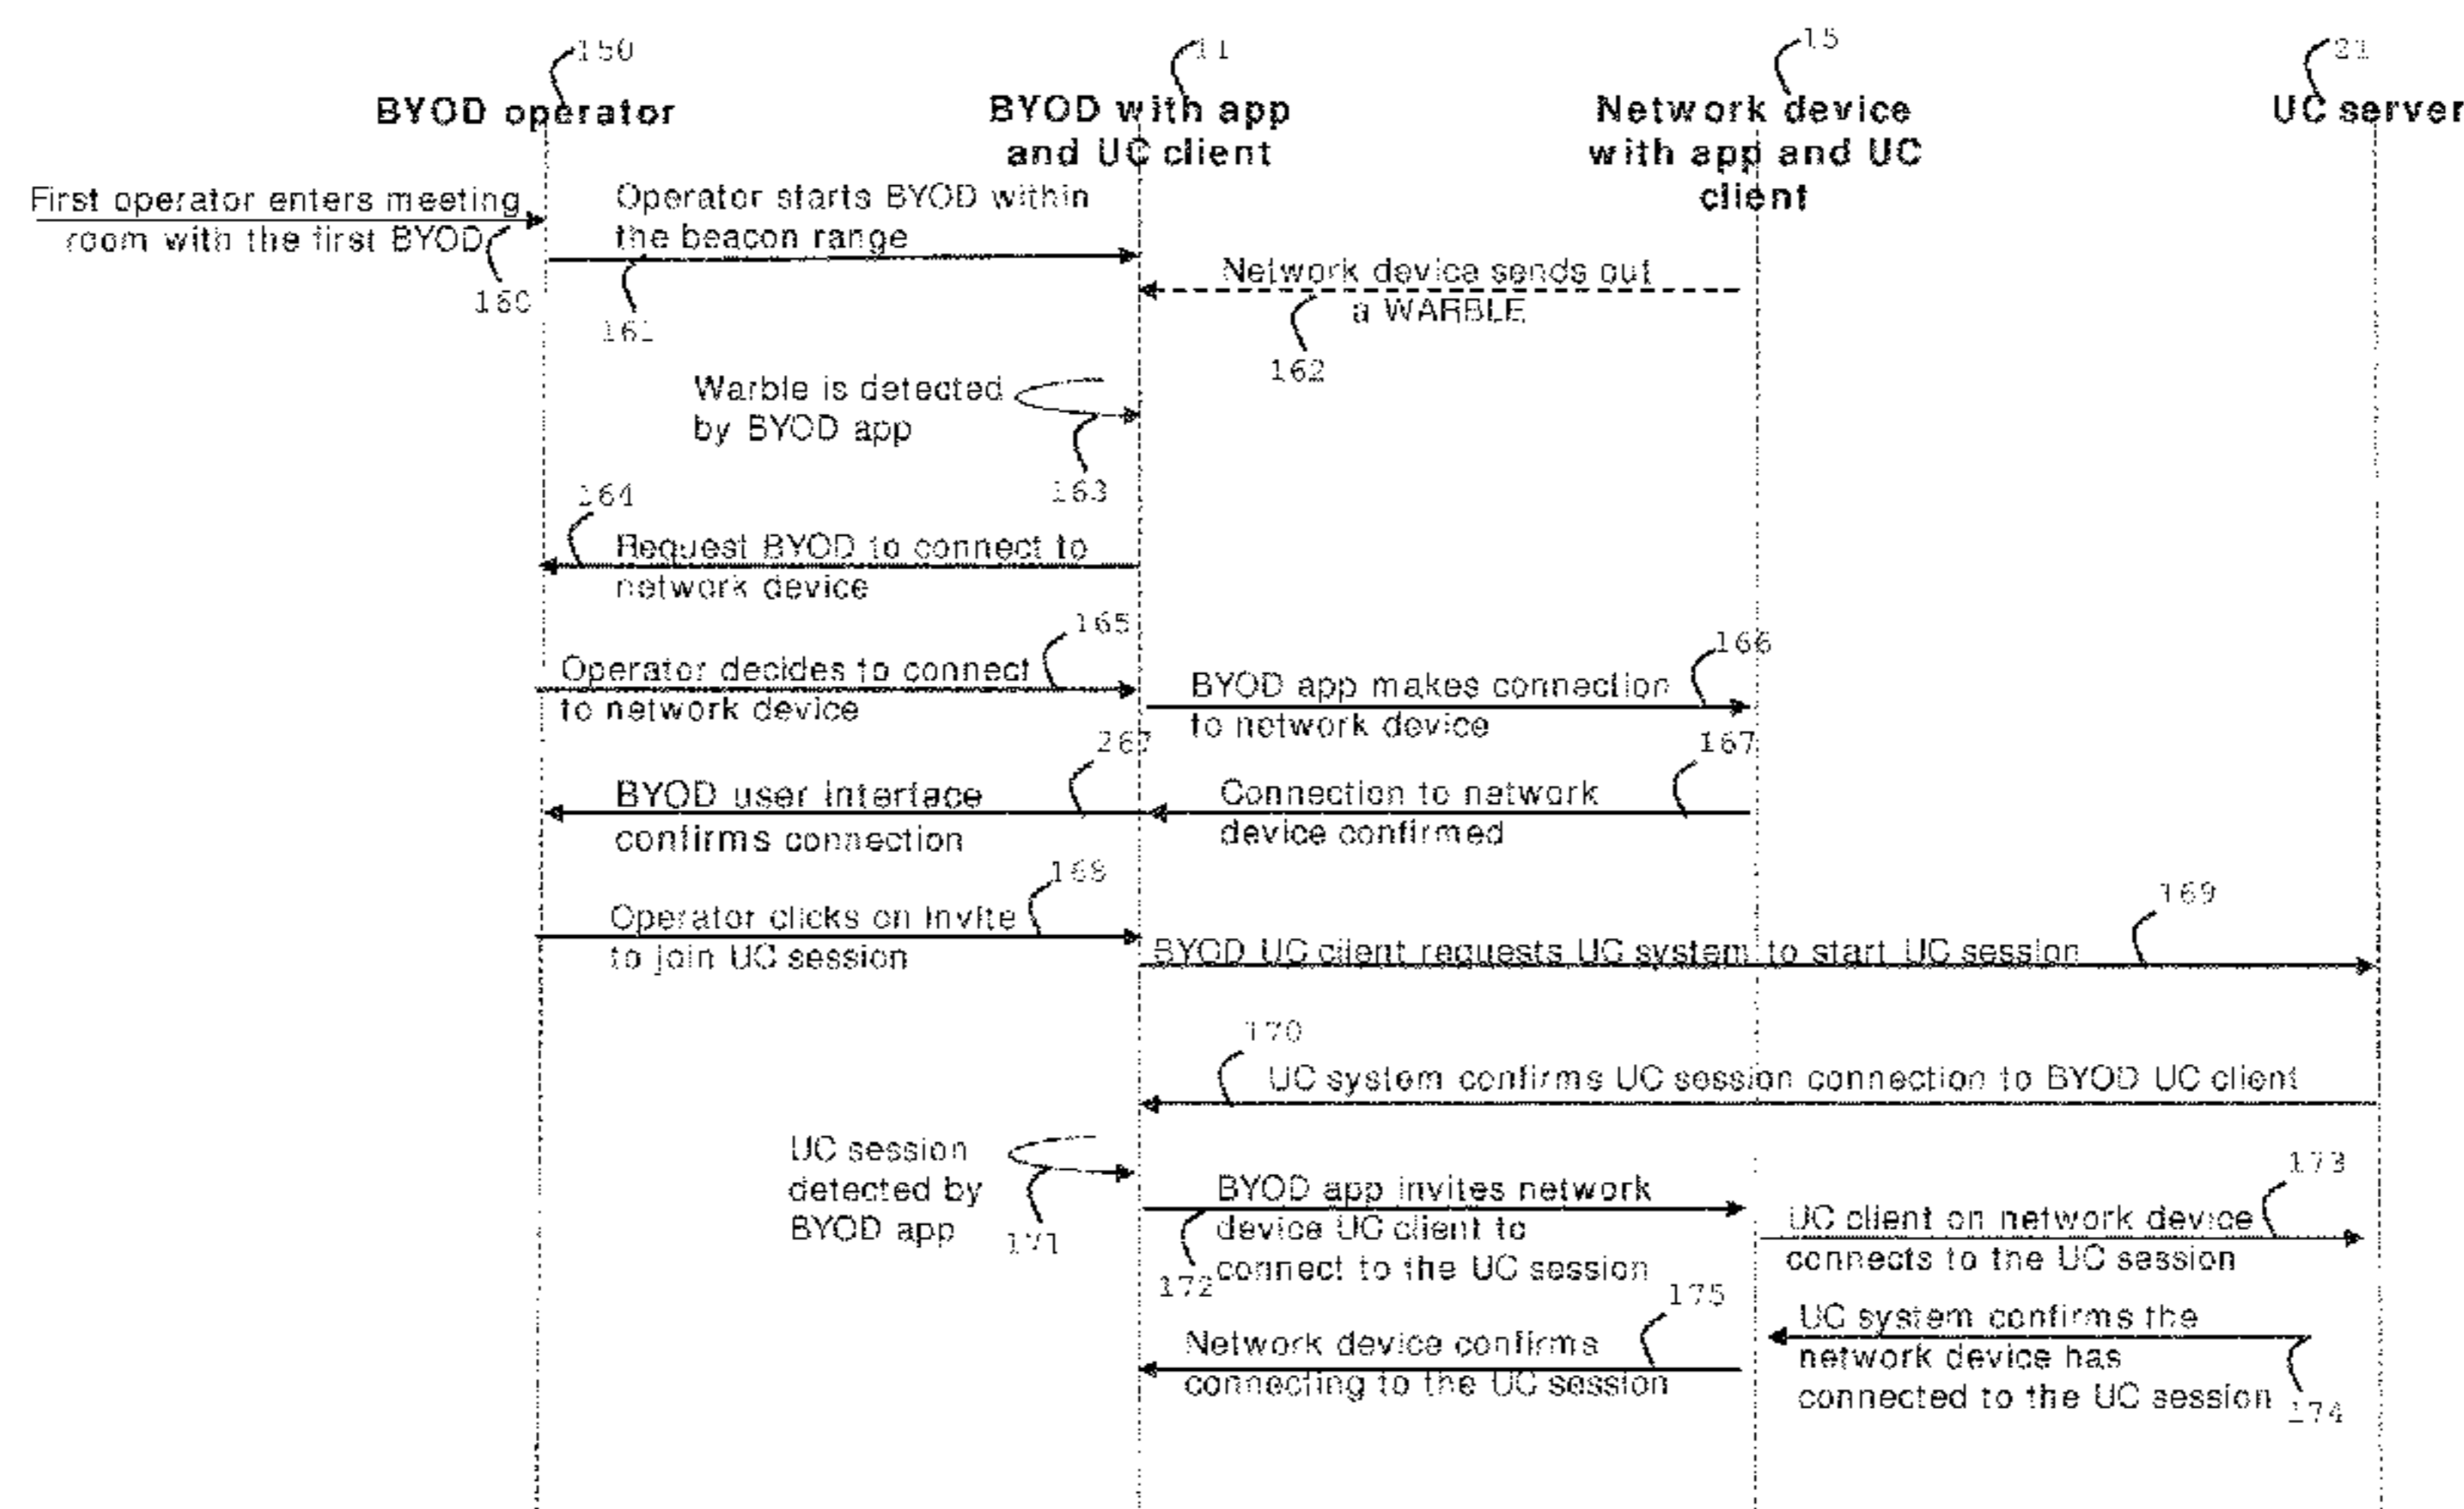 150
11
15
21
BYOD operator
BYOD with app
and UC client
Network device
with app and UC
client
UC server
First operator enters meeting
room with the first BYOD
160
Operator starts BYOD within
the beacon range
161
Network device sends out
a WARBLE
162
Warble is detected
by BYOD app
163
164
Request BYOD to connect to
network device
165
Operator decides to connect
to network device
166
BYOD app makes connection
to network device
267
BYOD user interface
confirms connection
167
Connection to network
device confirmed
168
Operator clicks on invite
to join UC session
169
BYOD UC client requests UC system to start UC session
170
UC system confirms UC session connection to BYOD UC client
UC session
detected by
BYOD app
171
BYOD app invites network
device UC client to
connect to the UC session
172
173
UC client on network device
connects to the UC session
175
Network device confirms
connecting to the UC session
UC system confirms the
network device has
connected to the UC session
174